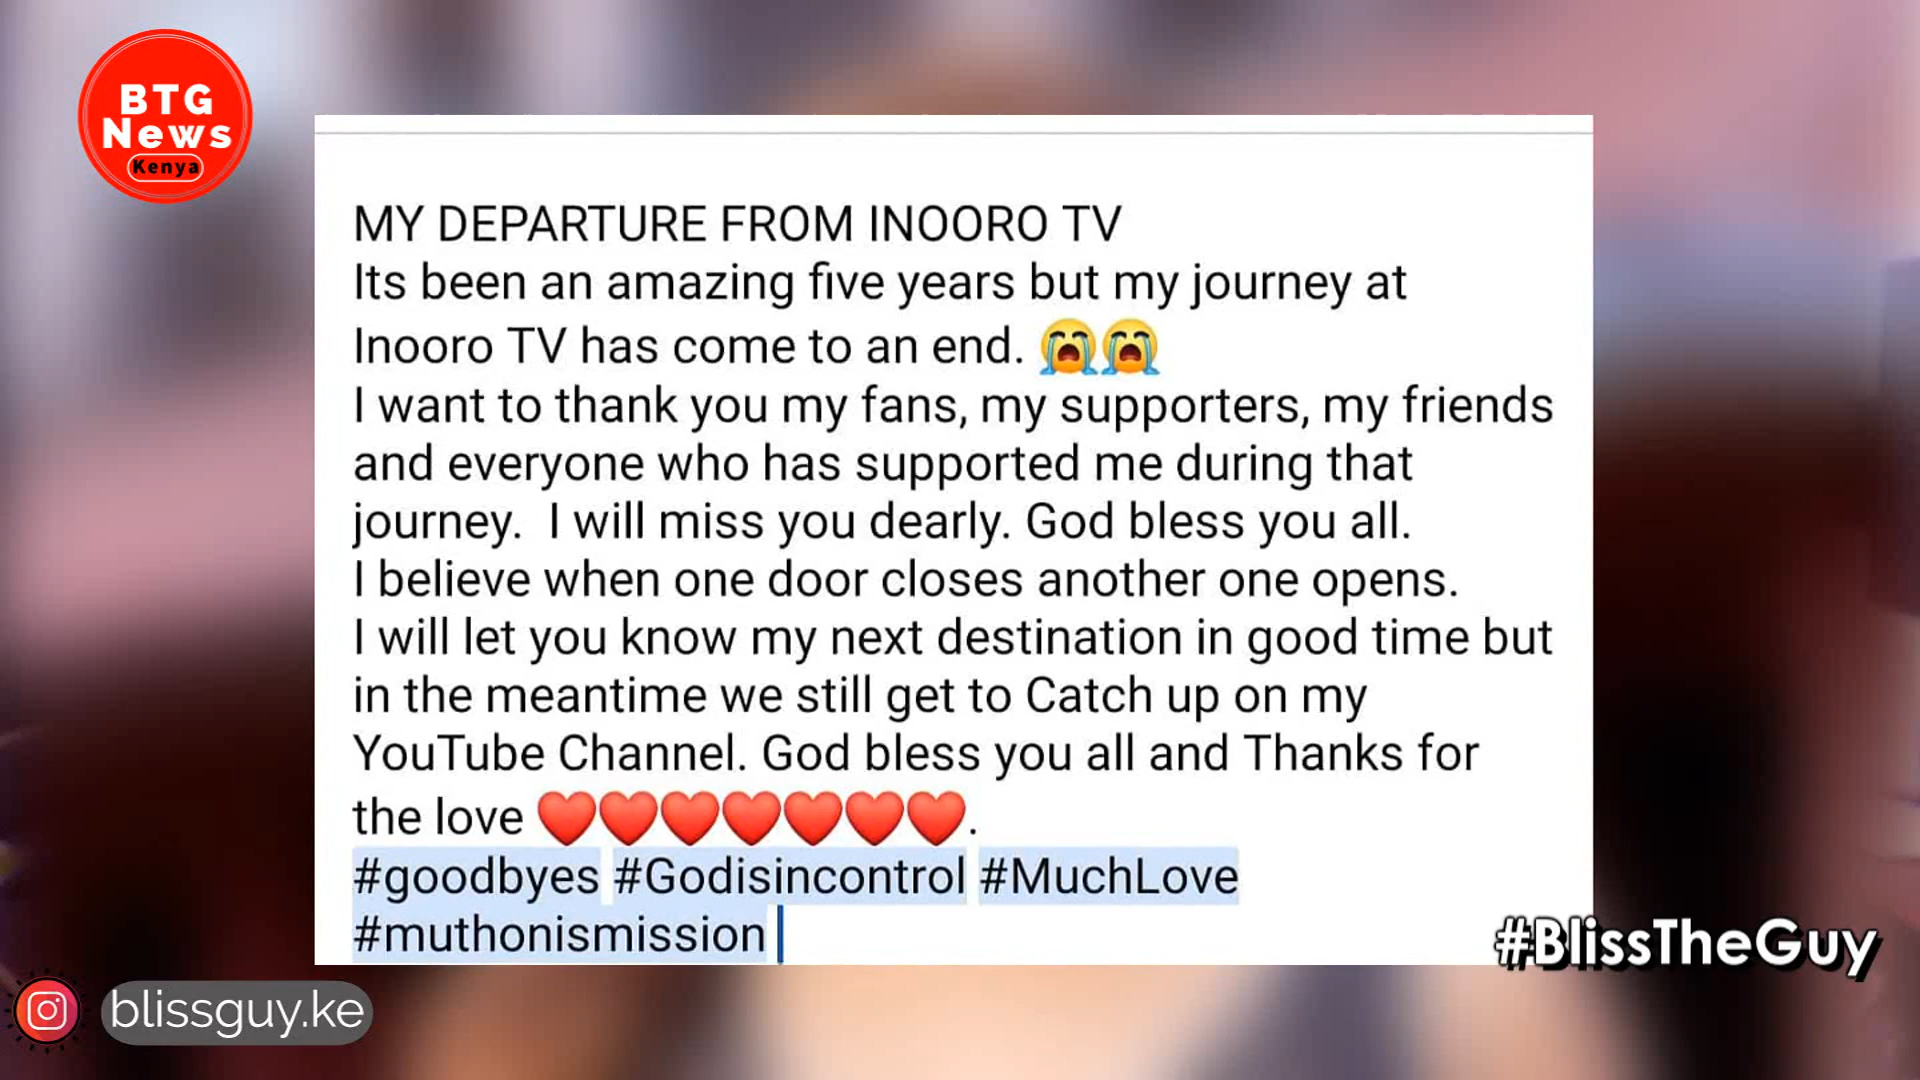 BTG
News
Kenya
MY DEPARTURE FROM INOORO TV
Its been an amazing five years but my journey at
Inooro TV has come to an end. 😭😭
I want to thank you my fans, my supporters, my friends
and everyone who has supported me during that
journey.  I will miss you dearly. God bless you all.
I believe when one door closes another one opens.
I will let you know my next destination in good time but
in the meantime we still get to Catch up on my
YouTube Channel. God bless you all and Thanks for
the love ❤️❤️❤️❤️❤️❤️❤️.
#goodbyes #Godisincontrol #MuchLove
#muthonismission
#BlissTheGuy
blissguy.ke